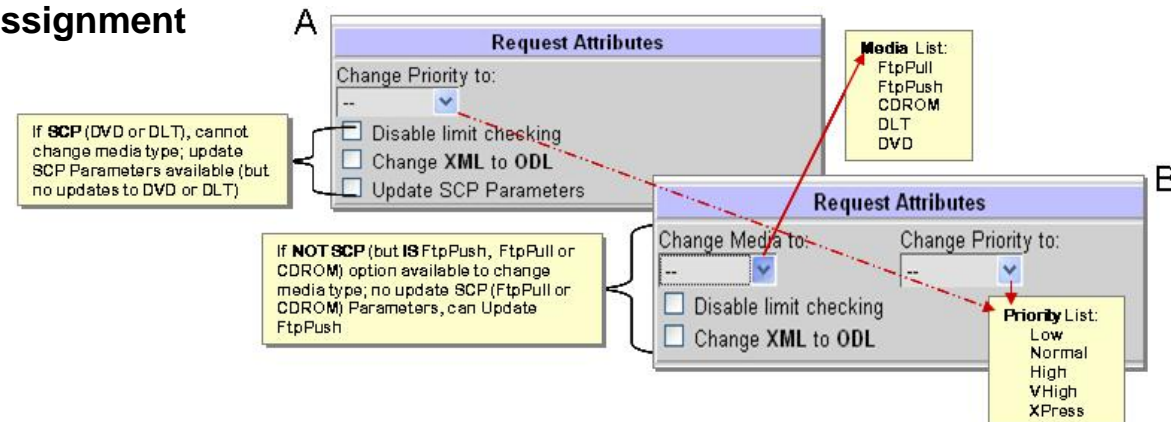 ssignment
A
Request Attributes
Change Priority to:
--
Disable limit checking
Change XML to ODL
Update SCP Parameters
If SCP (DVD or DLT), cannot
change media type; update
SCP Parameters available (but
no updates to DVD or DLT)
Media List:
FtpPull
FtpPush
CDROM
DLT
DVD
B
Request Attributes
Change Media to:
--
Change Priority to:
--
Disable limit checking
Change XML to ODL
If NOT SCP (but IS FtpPush, FtpPull or
CDROM) option available to change
media type; no update SCP (FtpPull or
CDROM) Parameters, can Update
FtpPush
Priority List:
Low
Normal
High
VHigh
XPress